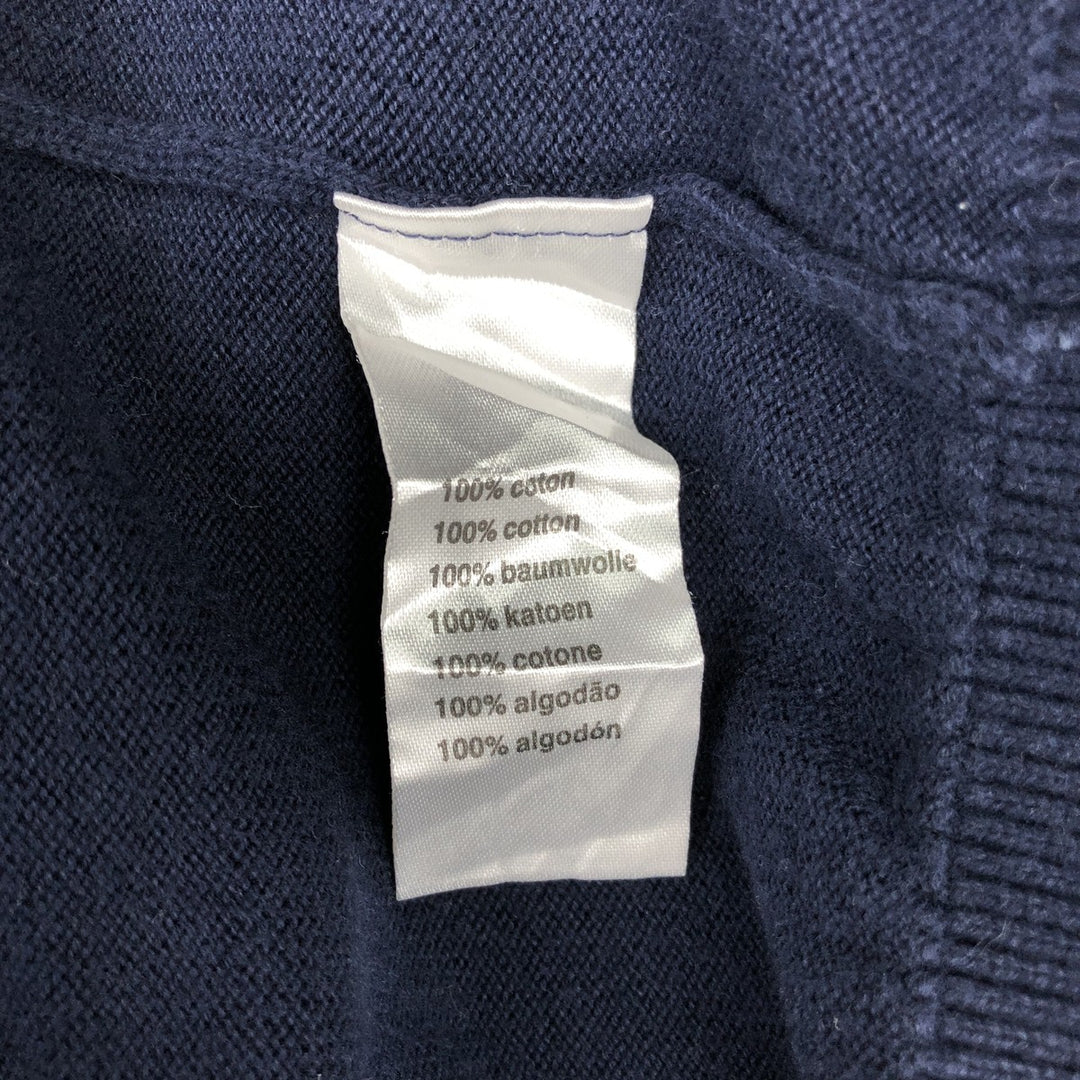 100% coton
100% cotton
100% baumwolle
100% katoen
100% cotone
100% algodão
100% algodón